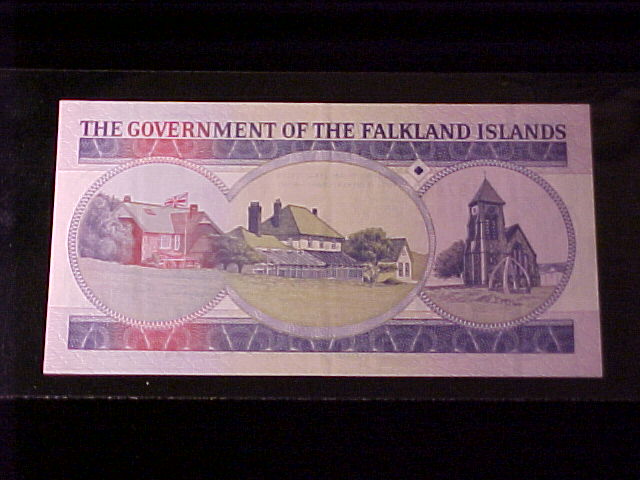 THE GOVERNMENT OF THE FALKLAND ISLANDS